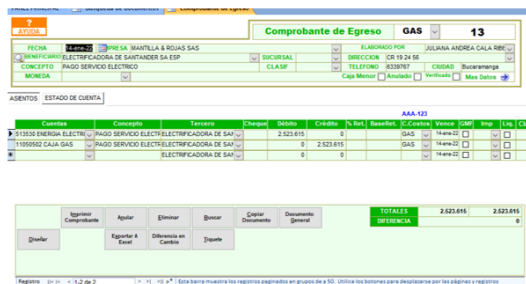 Comprobante de Egreso
?
AYUDA
Comprobante de Egreso GAS 13
FECHA 14-ene-22 EMPRESA MANTILLA & ROJAS SAS ELABORADO POR JULIANA ANDREA CALA RIBE
BENEFICIARIO ELECTRIFICADORA DE SANTANDER SA ESP SUCURSAL DIRECCION CR 19 24 56
CONCEPTO PAGO SERVICIO ELECTRICO CLASIF TELEFONO 6339767 CIUDAD Bucaramanga
MONEDA Caja Menor Anulado Verificado Mas Datos
ASIENTOS ESTADO DE CUENTA
AAA-123
Cuentas Concepto Tercero Cheque Débito Crédito % Ret. BaseRet. C.Costos Vence GMF Imp Liq.
513530 ENERGIA ELECTRI PAGO SERVICIO ELECTR ELECTRIFICADORA DE SAN 2.523.615 0 GAS 14-ene-22
11050502 CAJA GAS PAGO SERVICIO ELECTR ELECTRIFICADORA DE SAN 0 2.523.615 GAS 14-ene-22
ELECTRIFICADORA DE SAN 0 0 14-ene-22
Imprimir Comprobante Anular Eliminar Buscar Copiar Documento Documento General
TOTALES 2.523.615 2.523.615
DIFERENCIA 0
Diseñar Exportar A Excel Diferencia en Cambio Tiquete
Registro 1-2 de 2 Esta barra muestra los registros paginados en grupos de a 50. Utilice los botones para desplazarse por las páginas y registros